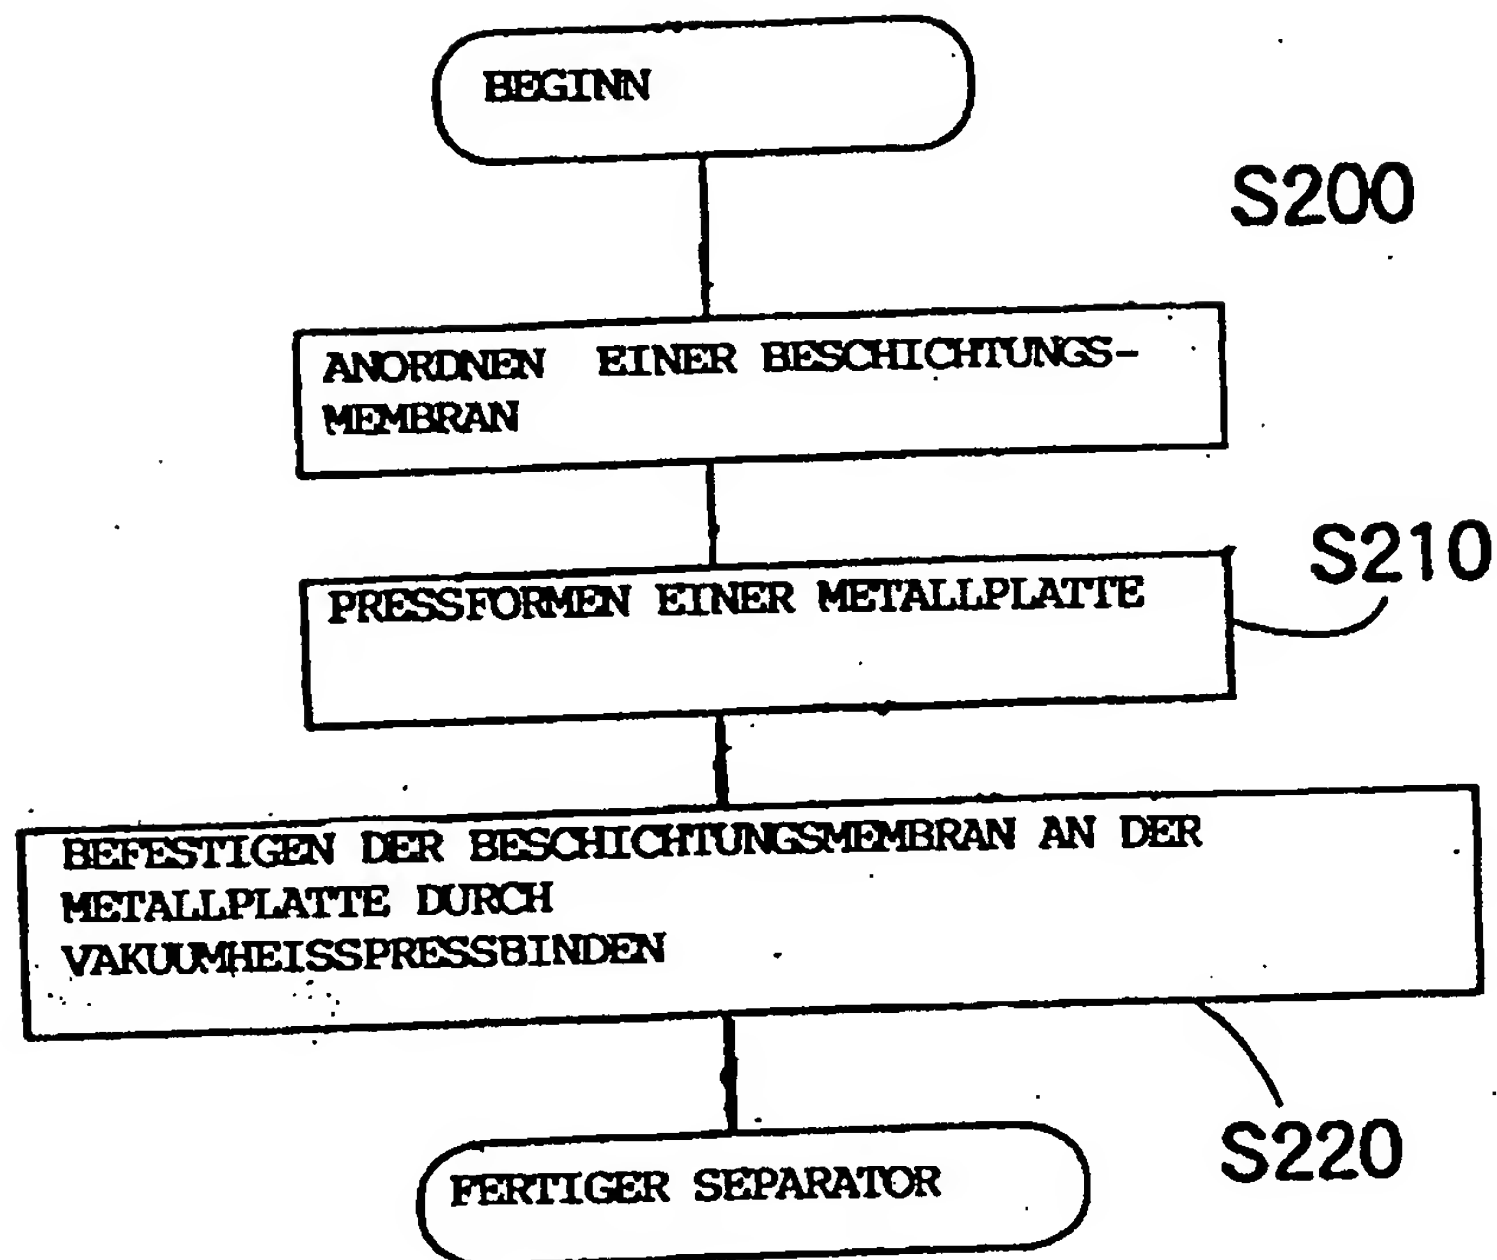 BEGINN
S200
ANORDNEN EINER BESCHICHTUNGS-
MEMBRAN
S210
PRESSFORMEN EINER METALLPLATTE
BEFESTIGEN DER BESCHICHTUNGSMEMBRAN AN DER
METALLPLATTE DURCH
VAKUUMHEISSPRESSBINDEN
S220
FERTIGER SEPARATOR